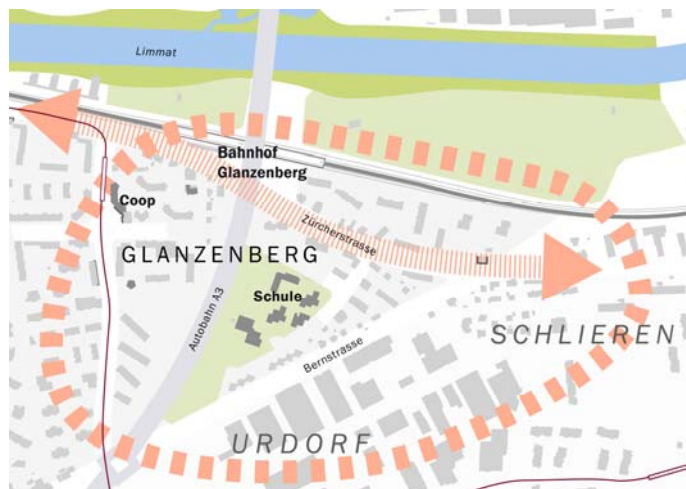 Limmat
Bahnhof
Glanzenberg
Coop
Zürcherstrasse
GLANZENBERG
Schule
Autobahn A3
SCHLIEREN
Bernstrasse
URDORF